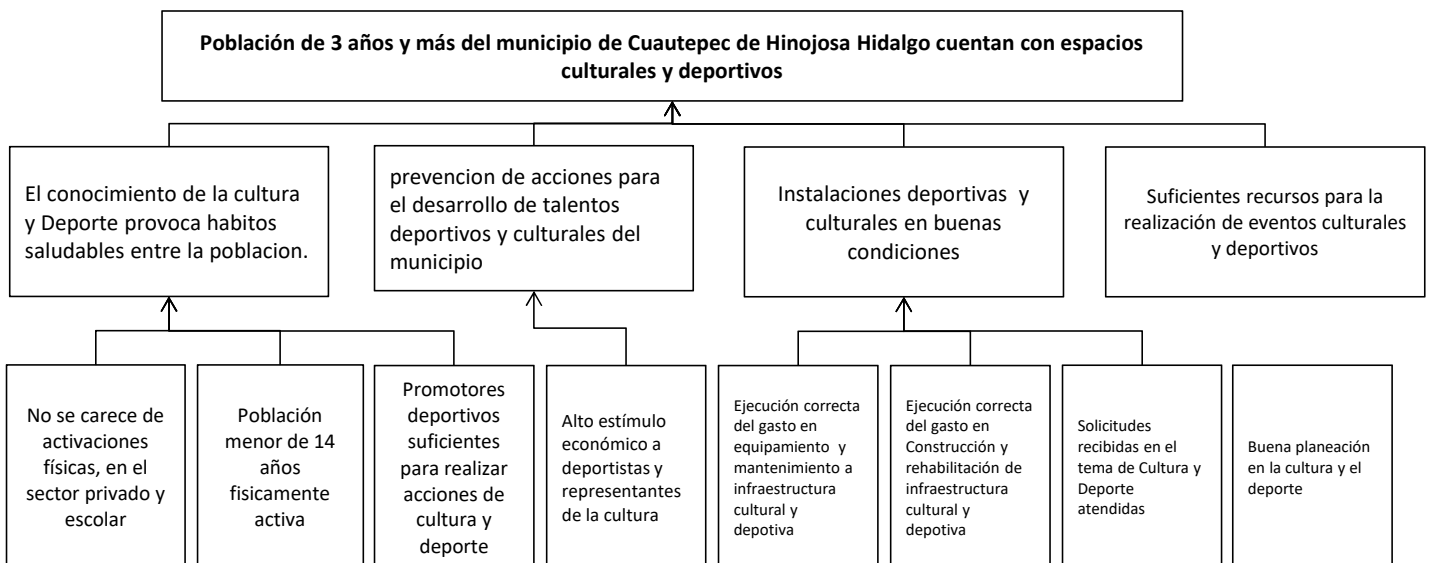 Población de 3 años y más del municipio de Cuautepec de Hinojosa Hidalgo cuentan con espacios
culturales y deportivos
El conocimiento de la cultura
y Deporte provoca habitos
saludables entre la poblacion.
prevencion de acciones para
el desarrollo de talentos
deportivos y culturales del
municipio
Instalaciones deportivas y
culturales en buenas
condiciones
Suficientes recursos para la
realización de eventos culturales
y deportivos
No se carece de
activaciones
físicas, en el
sector privado y
escolar
Población
menor de 14
años
fisicamente
activa
Promotores
deportivos
suficientes
para realizar
acciones de
cultura y
deporte
Alto estímulo
económico a
deportistas y
representantes
de la cultura
Ejecución correcta
del gasto en
equipamiento y
mantenimiento a
infraestructura
cultural y
depotiva
Ejecución correcta
del gasto en
Construcción y
rehabilitación de
infraestructura
cultural y
depotiva
Solicitudes
recibidas en el
tema de Cultura y
Deporte
atendidas
Buena planeación
en la cultura y el
deporte